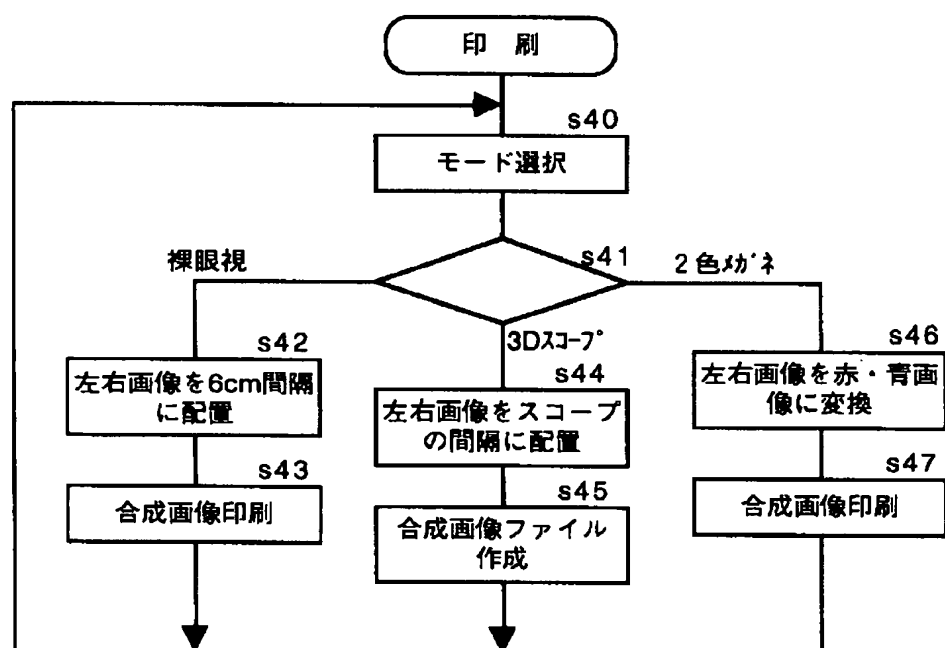 印 刷
s40
モード選択
s41
裸眼視
2色ﾒｶﾞﾈ
3Dｽｺｰﾌﾟ
s42
左右画像を6cm間隔
に配置
s43
合成画像印刷
s44
左右画像をスコープ
の間隔に配置
s45
合成画像ファイル
作成
s46
左右画像を赤・青画
像に変換
s47
合成画像印刷